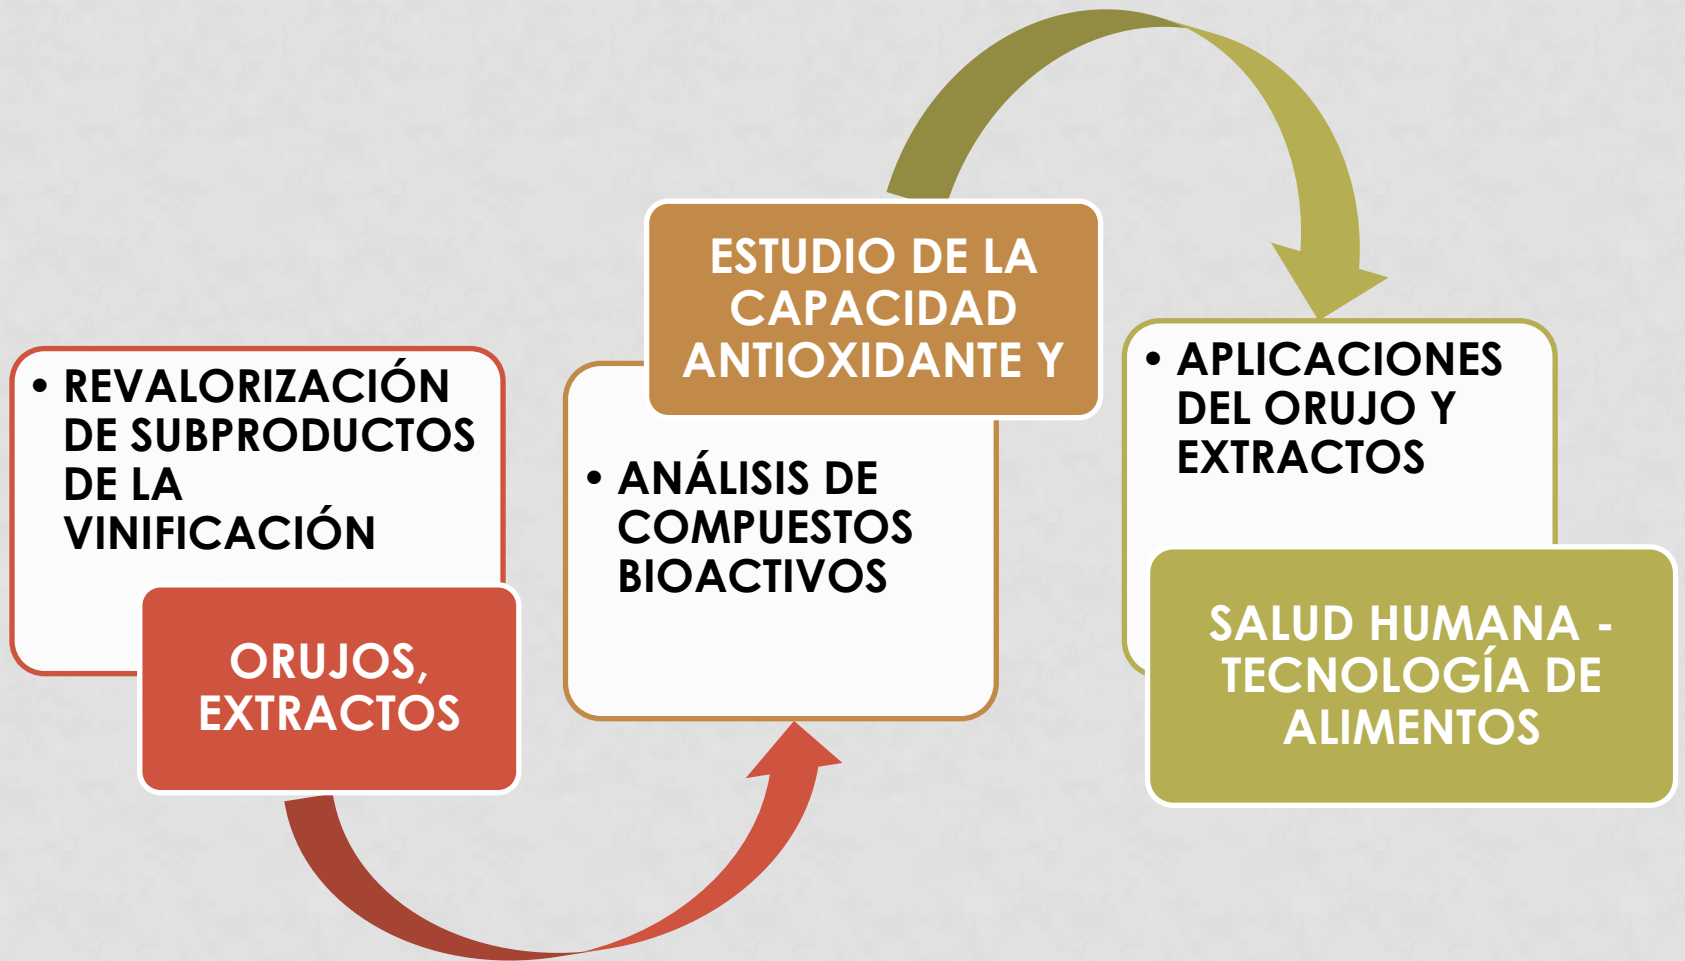 • REVALORIZACIÓN
DE SUBPRODUCTOS
DE LA
VINIFICACIÓN
ORUJOS,
EXTRACTOS
ESTUDIO DE LA
CAPACIDAD
ANTIOXIDANTE Y
• ANÁLISIS DE
COMPUESTOS
BIOACTIVOS
• APLICACIONES
DEL ORUJO Y
EXTRACTOS
SALUD HUMANA -
TECNOLOGÍA DE
ALIMENTOS